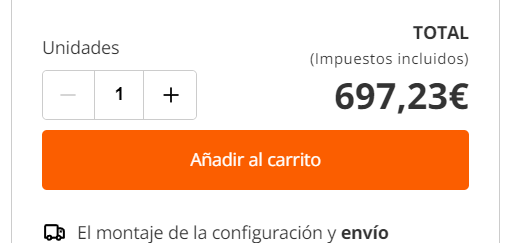 TOTAL
Unidades
(Impuestos incluidos)
1
697,23€
Añadir al carrito
El montaje de la configuración y envío